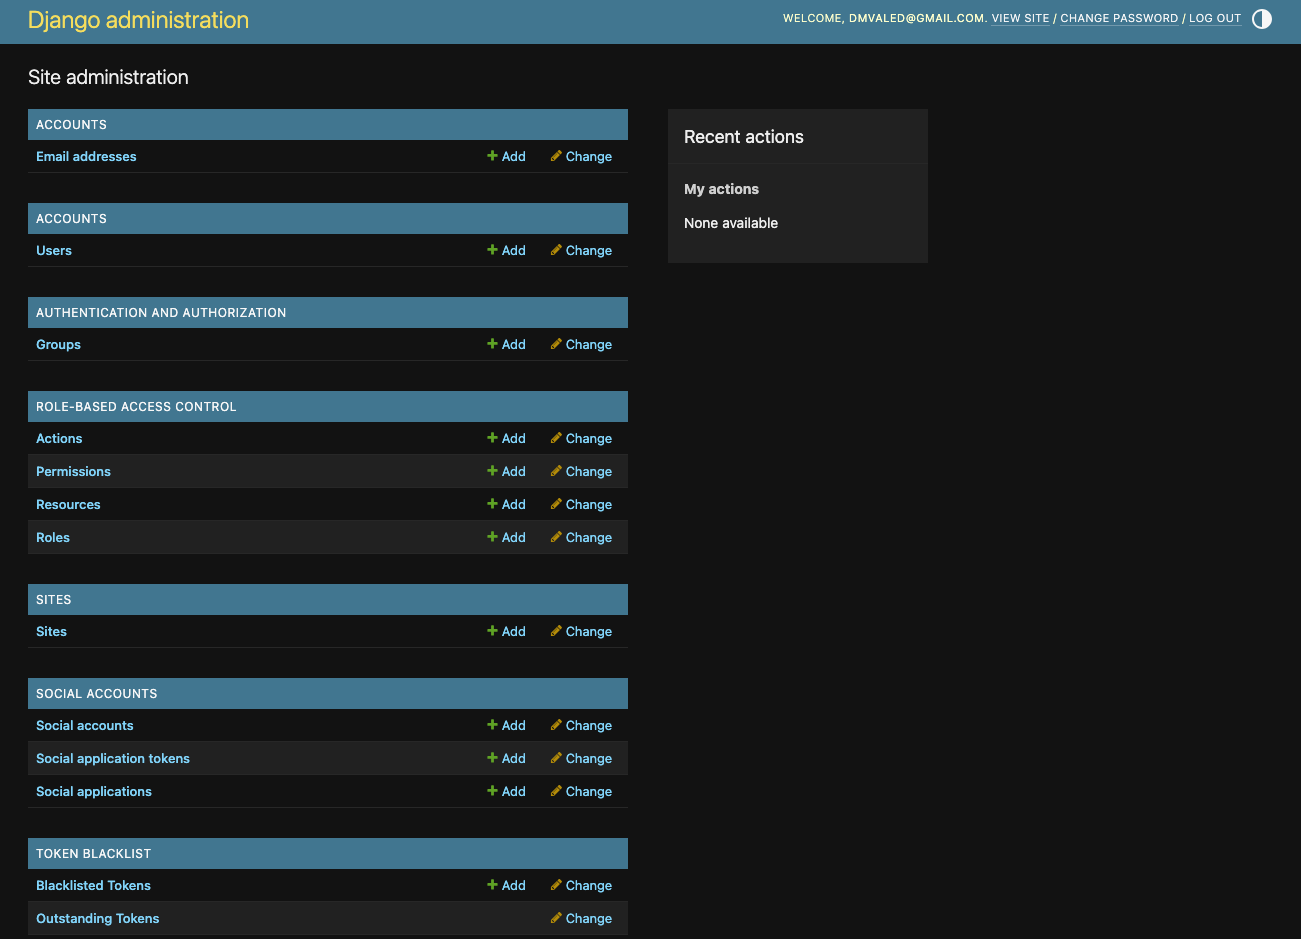 Django administration
WELCOME, DMVALED@GMAIL.COM. VIEW SITE / CHANGE PASSWORD / LOG OUT
Site administration
ACCOUNTS
Email addresses Add Change
ACCOUNTS
Users Add Change
AUTHENTICATION AND AUTHORIZATION
Groups Add Change
ROLE-BASED ACCESS CONTROL
Actions Add Change
Permissions Add Change
Resources Add Change
Roles Add Change
SITES
Sites Add Change
SOCIAL ACCOUNTS
Social accounts Add Change
Social application tokens Add Change
Social applications Add Change
TOKEN BLACKLIST
Blacklisted Tokens Add Change
Outstanding Tokens Change
Recent actions
My actions
None available